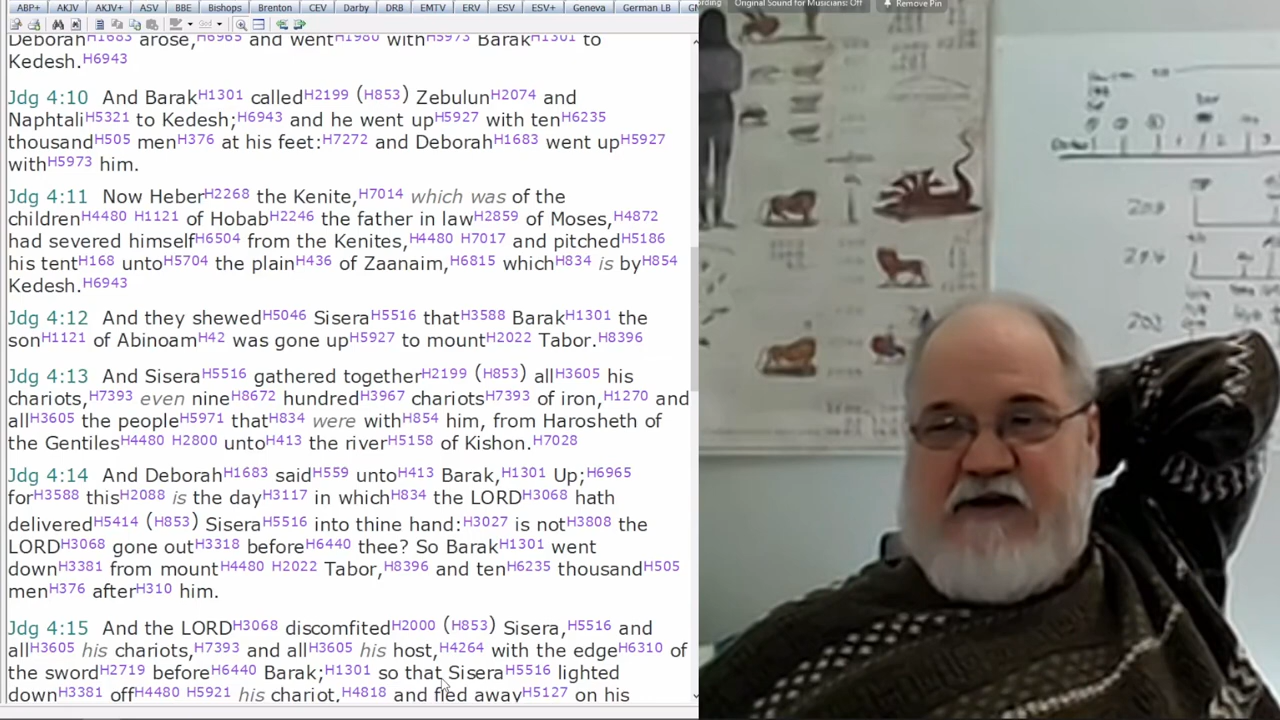 ABP+ AKJV AKJV+ ASV BBE Bishops Brenton CEV Darby DRB EMTV ERV ESV ESV+ Geneva German LB
Original Sound for Musicians: Off Remove Pin
Deborah H1683 arose, H6965 and went H1980 with H5973 Barak H1301 to
Kedesh. H6943
Jdg 4:10 And Barak H1301 called H2199 (H853) Zebulun H2074 and
Naphtali H5321 to Kedesh; H6943 and he went up H5927 with ten H6235
thousand H505 men H376 at his feet: H7272 and Deborah H1683 went up H5927
with H5973 him.
Jdg 4:11 Now Heber H2268 the Kenite, H7014 which was of the
children H4480 H1121 of Hobab H2246 the father in law H2859 of Moses, H4872
had severed himself H6504 from the Kenites, H4480 H7017 and pitched H5186
his tent H168 unto H5704 the plain H436 of Zaanaim, H6815 which H834 is by H854
Kedesh. H6943
Jdg 4:12 And they shewed H5046 Sisera H5516 that H3588 Barak H1301 the
son H1121 of Abinoam H42 was gone up H5927 to mount H2022 Tabor. H8396
Jdg 4:13 And Sisera H5516 gathered together H2199 (H853) all H3605 his
chariots, H7393 even nine H8672 hundred H3967 chariots H7393 of iron, H1270 and
all H3605 the people H5971 that H834 were with H854 him, from Harosheth of
the Gentiles H4480 H2800 unto H413 the river H5158 of Kishon. H7028
Jdg 4:14 And Deborah H1683 said H559 unto H413 Barak, H1301 Up; H6965
for H3588 this H2088 is the day H3117 in which H834 the LORD H3068 hath
delivered H5414 (H853) Sisera H5516 into thine hand: H3027 is not H3808 the
LORD H3068 gone out H3318 before H6440 thee? So Barak H1301 went
down H3381 from mount H4480 H2022 Tabor, H8396 and ten H6235 thousand H505
men H376 after H310 him.
Jdg 4:15 And the LORD H3068 discomfited H2000 (H853) Sisera, H5516 and
all H3605 his chariots, H7393 and all H3605 his host, H4264 with the edge H6310 of
the sword H2719 before H6440 Barak; H1301 so that Sisera H5516 lighted
down H3381 off H4480 H5921 his chariot, H4818 and fled away H5127 on his